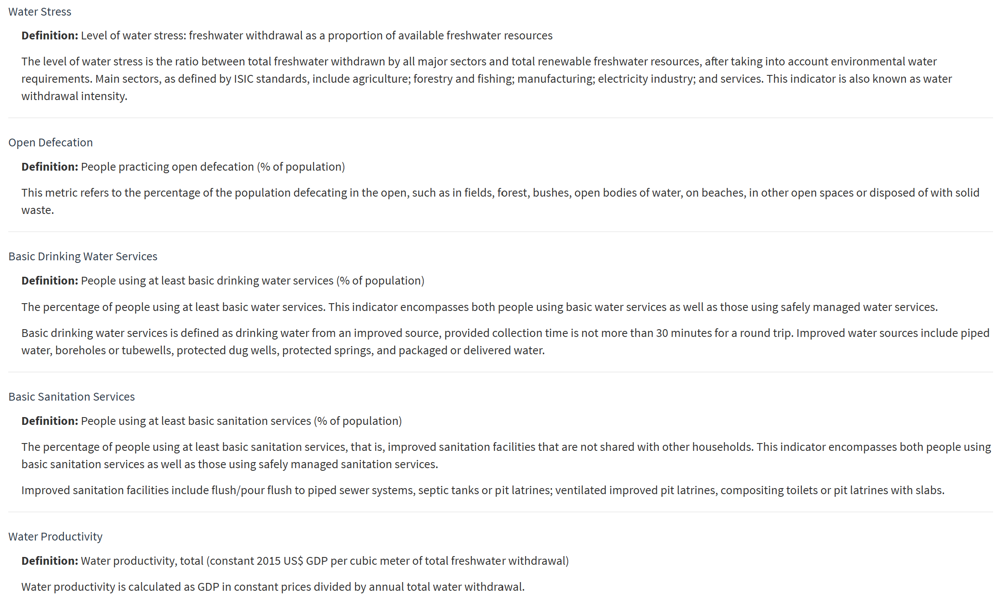 Water Stress
Definition: Level of water stress: freshwater withdrawal as a proportion of available freshwater resources
The level of water stress is the ratio between total freshwater withdrawn by all major sectors and total renewable freshwater resources, after taking into account environmental water
requirements. Main sectors, as defined by ISIC standards, include agriculture; forestry and fishing; manufacturing; electricity industry; and services. This indicator is also known as water
withdrawal intensity.
Open Defecation
Definition: People practicing open defecation (% of population)
This metric refers to the percentage of the population defecating in the open, such as in fields, forest, bushes, open bodies of water, on beaches, in other open spaces or disposed of with solid
waste.
Basic Drinking Water Services
Definition: People using at least basic drinking water services (% of population)
The percentage of people using at least basic water services. This indicator encompasses both people using basic water services as well as those using safely managed water services.
Basic drinking water services is defined as drinking water from an improved source, provided collection time is not more than 30 minutes for a round trip. Improved water sources include piped
water, boreholes or tubewells, protected dug wells, protected springs, and packaged or delivered water.
Basic Sanitation Services
Definition: People using at least basic sanitation services (% of population)
The percentage of people using at least basic sanitation services, that is, improved sanitation facilities that are not shared with other households. This indicator encompasses both people using
basic sanitation services as well as those using safely managed sanitation services.
Improved sanitation facilities include flush/pour flush to piped sewer systems, septic tanks or pit latrines; ventilated improved pit latrines, compositing toilets or pit latrines with slabs.
Water Productivity
Definition: Water productivity, total (constant 2015 US$ GDP per cubic meter of total freshwater withdrawal)
Water productivity is calculated as GDP in constant prices divided by annual total water withdrawal.